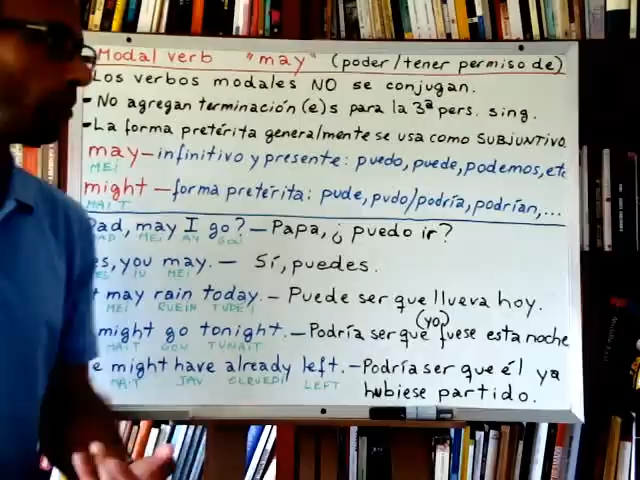 Modal verb "may" (poder/tener permiso de)
Los verbos modales NO se conjugan.
- No agregan terminación (e)s para la 3ª pers. sing.
- La forma pretérita generalmente se usa como SUBJUNTIVO.
may - infinitivo y presente: puedo, puede, podemos, etc
MEI
might - forma pretérita: pude, pudo/podría, podrían, ...
MAIT
Dad, may I go? - Papa, ¿puedo ir?
MEI AY GOU
es, you may. - Sí, puedes.
IU MEI
may rain today. - Puede ser que llueva hoy.
MEI RUEIN TUDEI
might go tonight. - Podría ser que (yo) fuese esta noche
MAIT GOU TUNAIT
e might have already left. - Podría ser que él ya
MAIT JAV OLRUEDI LEFT
hubiese partido.